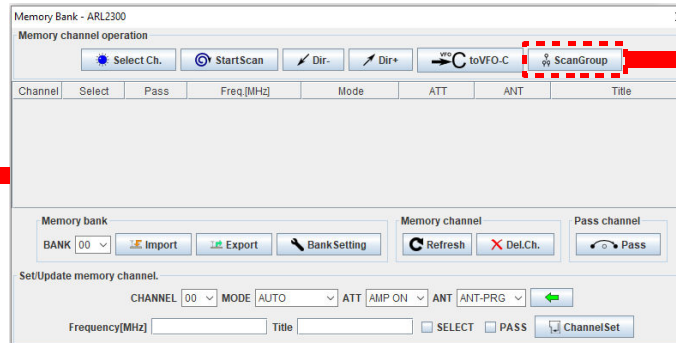 Memory Bank - ARL2300
Memory channel operation
Select Ch. StartScan Dir- Dir+ VFO C toVFO-C ScanGroup
Channel Select Pass Freq.[MHz] Mode ATT ANT Title
Memory bank Memory channel Pass channel
BANK 00 Import Export BankSetting Refresh Del.Ch. Pass
Set/Update memory channel.
CHANNEL 00 MODE AUTO ATT AMP ON ANT ANT-PRG
Frequency[MHz] Title SELECT PASS ChannelSet